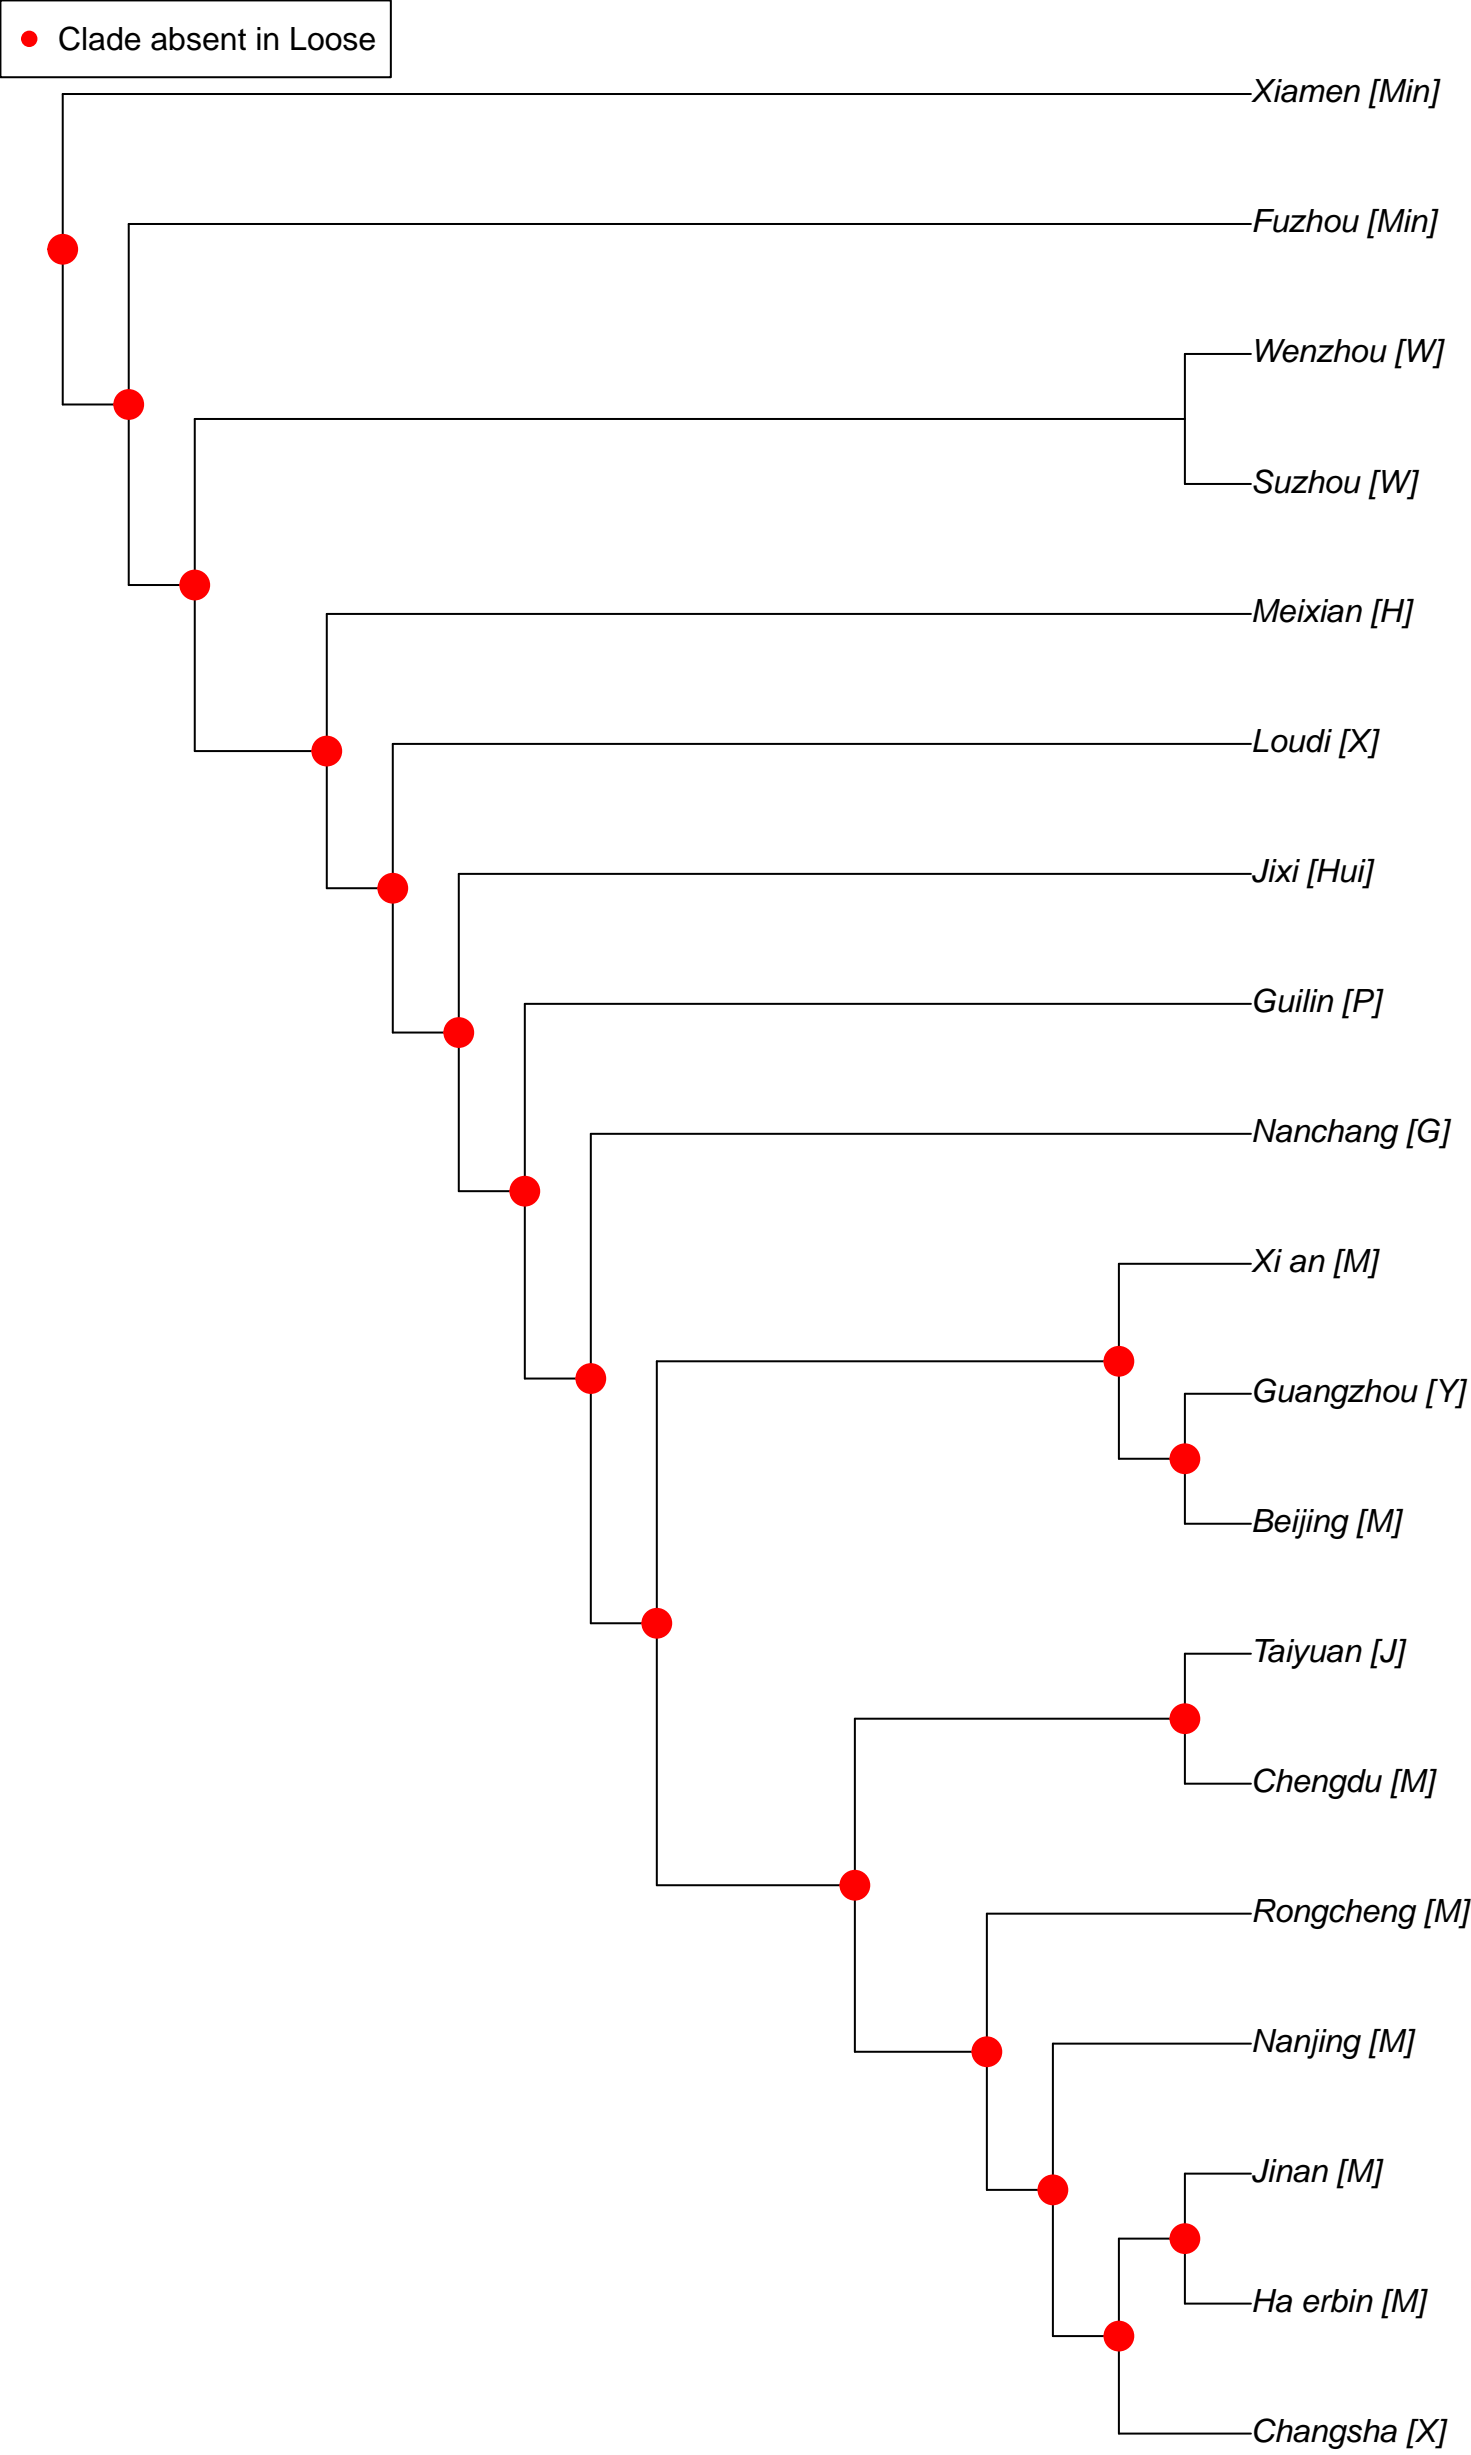 Clade absent in Loose
Xiamen [Min]
Fuzhou [Min]
Wenzhou [W]
Suzhou [W]
Meixian [H]
Loudi [X]
Jixi [Hui]
Guilin [P]
Nanchang [G]
Xi an [M]
Guangzhou [Y]
Beijing [M]
Taiyuan [J]
Chengdu [M]
Rongcheng [M]
Nanjing [M]
Jinan [M]
Ha erbin [M]
Changsha [X]